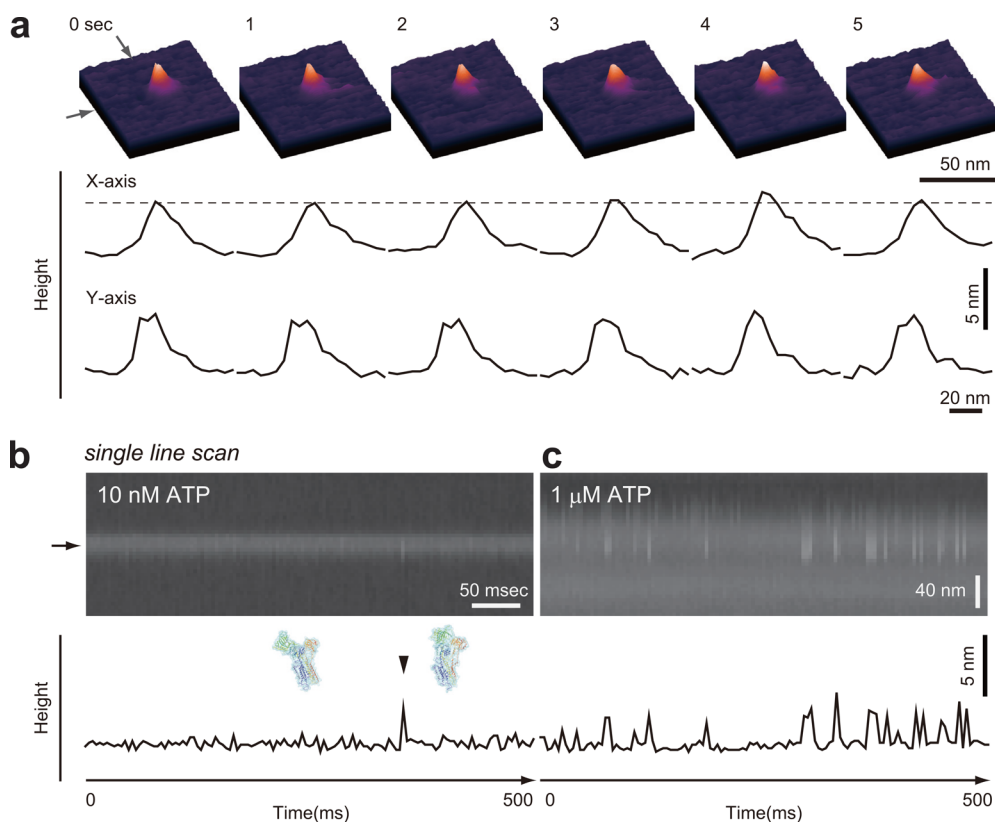 a
0 sec 1 2 3 4 5
50 nm
X-axis
Height
5 nm
Y-axis
20 nm
b
single line scan
c
10 nM ATP
1 μM ATP
50 msec
40 nm
Height
5 nm
0 500 0 500
Time(ms) Time(ms)